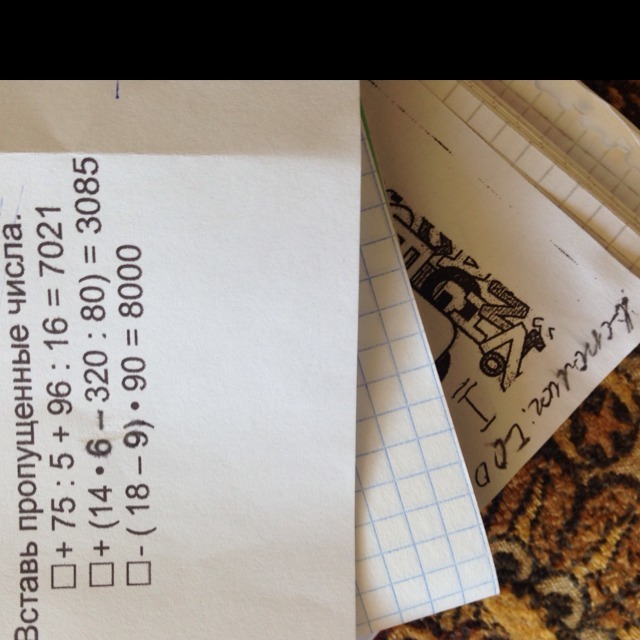 Вставь пропущенные числа.
□ + 75 : 5 + 96 : 16 = 7021
□ + (14 • 6 – 320 : 80) = 3085
□ - (18 – 9) • 90 = 8000